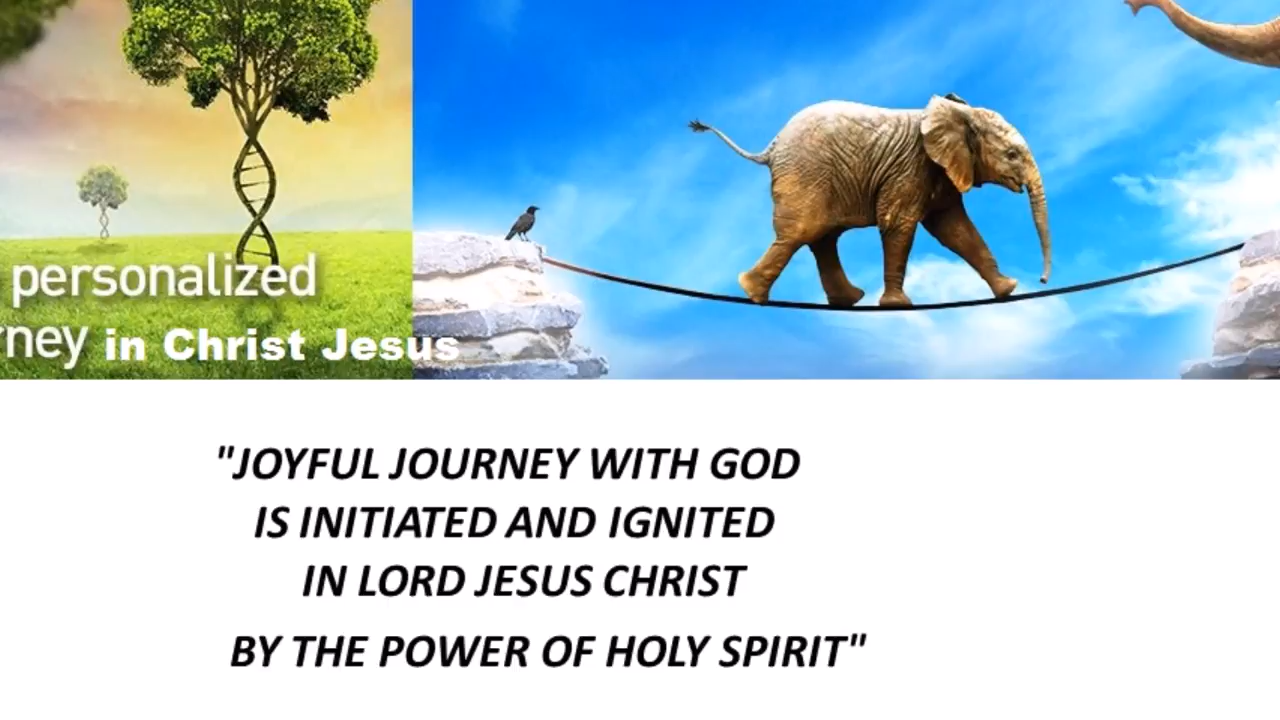 personalized
rney in Christ Jesus
"JOYFUL JOURNEY WITH GOD
IS INITIATED AND IGNITED
IN LORD JESUS CHRIST
BY THE POWER OF HOLY SPIRIT"